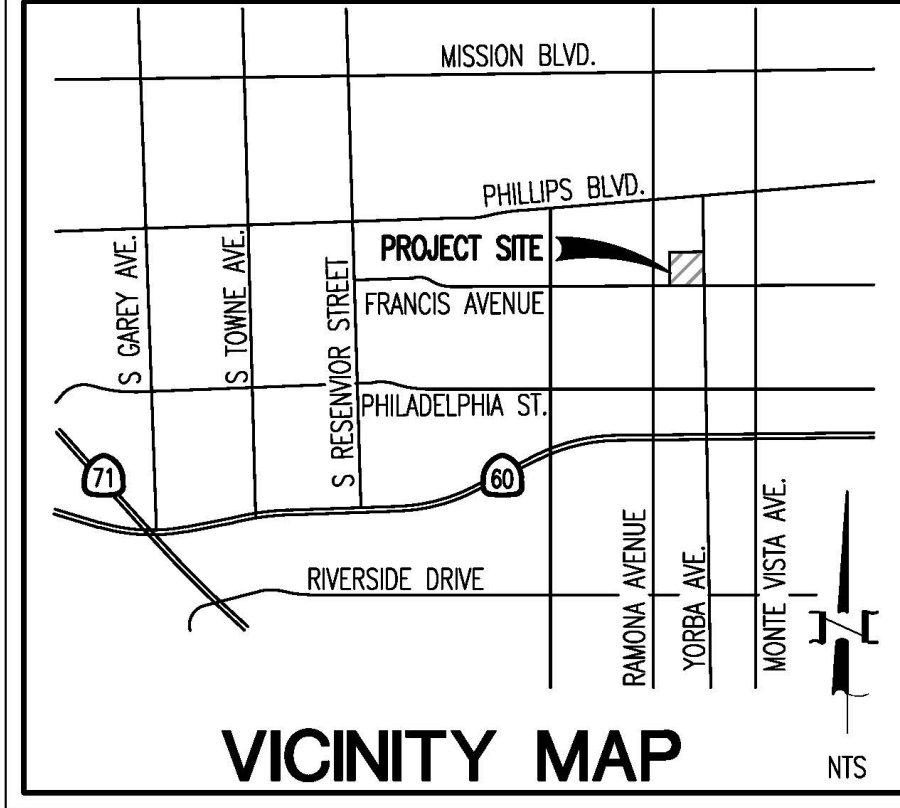 MISSION BLVD.
PHILLIPS BLVD.
PROJECT SITE
S GAREY AVE.
S TOWNE AVE.
S RESENVIOR STREET
FRANCIS AVENUE
PHILADELPHIA ST.
71
60
RIVERSIDE DRIVE
RAMONA AVENUE
YORBA AVE.
MONTE VISTA AVE.
VICINITY MAP
NTS